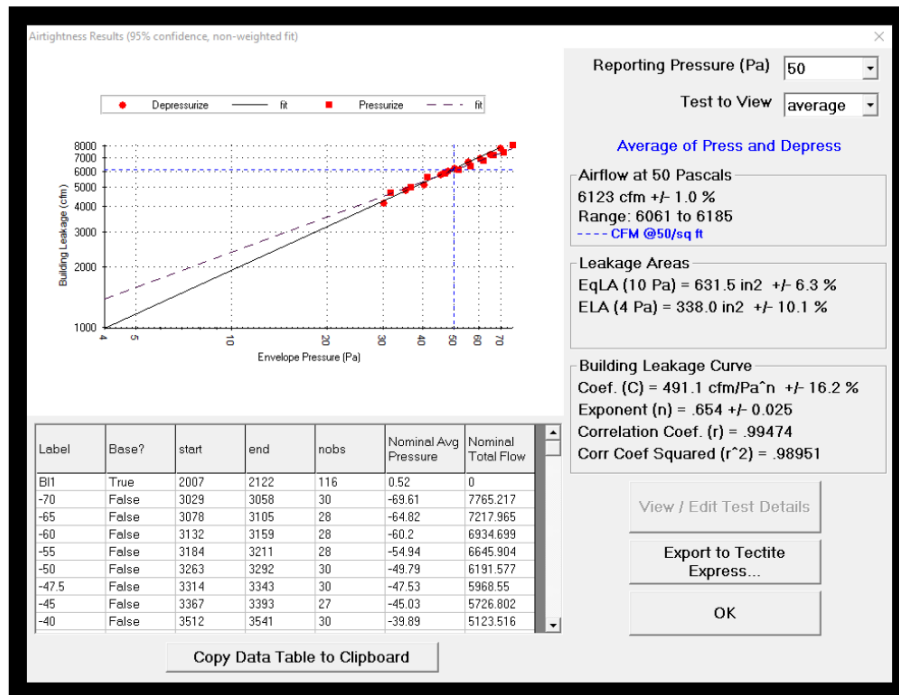 Airtightness Results (95% confidence, non-weighted fit)
Depressurize fit Pressurize fit
8000
7000
6000
5000
4000
3000
2000
1000
Building Leakage (cfm)
4 5 10 20 30 40 50 60 70
Envelope Pressure (Pa)
Reporting Pressure (Pa) 50
Test to View average
Average of Press and Depress
Airflow at 50 Pascals
6123 cfm +/- 1.0 %
Range: 6061 to 6185
---- CFM @50/sq ft
Leakage Areas
EqLA (10 Pa) = 631.5 in2 +/- 6.3 %
ELA (4 Pa) = 338.0 in2 +/- 10.1 %
Building Leakage Curve
Coef. (C) = 491.1 cfm/Pa^n +/- 16.2 %
Exponent (n) = .654 +/- 0.025
Correlation Coef. (r) = .99474
Corr Coef Squared (r^2) = .98951
Label Base? start end nobs Nominal Avg Pressure Nominal Total Flow
Bl1 True 2007 2122 116 0.52 0
-70 False 3029 3058 30 -69.61 7765.217
-65 False 3078 3105 28 -64.82 7217.965
-60 False 3132 3159 28 -60.2 6934.699
-55 False 3184 3211 28 -54.94 6645.904
-50 False 3263 3292 30 -49.79 6191.577
-47.5 False 3314 3343 30 -47.53 5968.55
-45 False 3367 3393 27 -45.03 5726.802
-40 False 3512 3541 30 -39.89 5123.516
View / Edit Test Details
Export to Tectite
Express...
OK
Copy Data Table to Clipboard